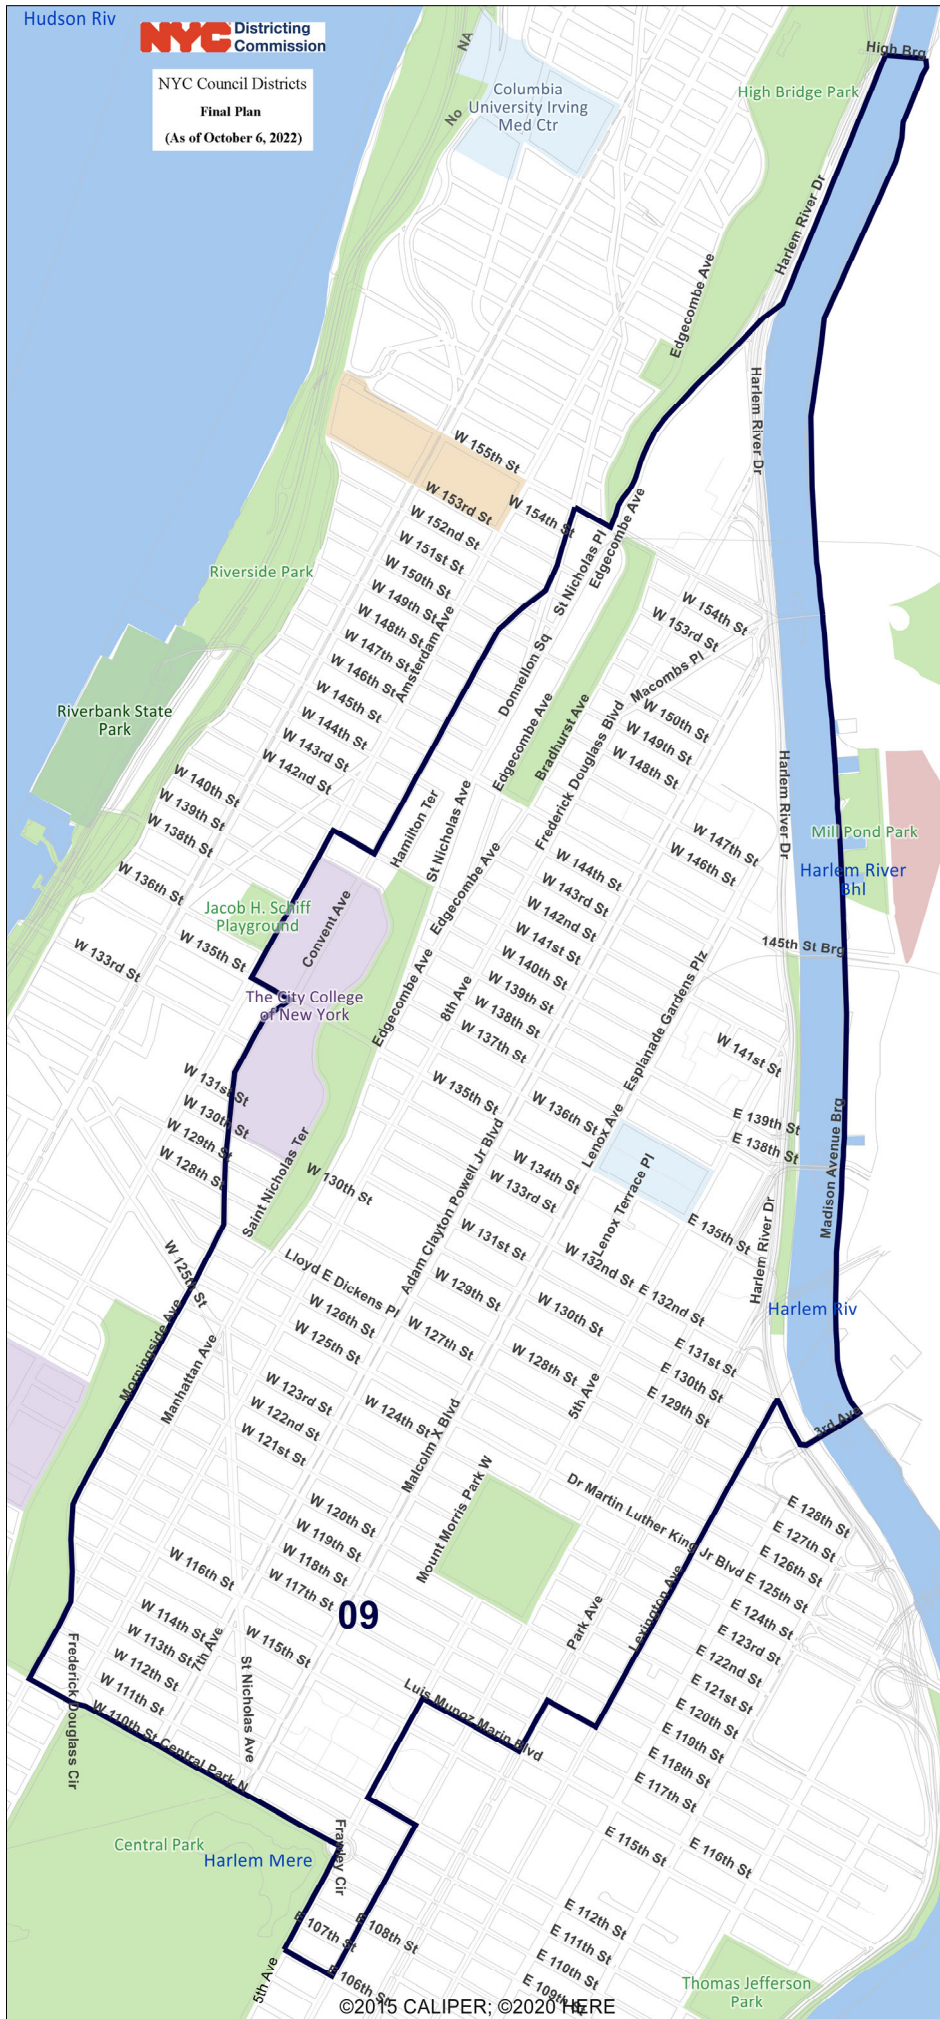 Hudson Riv
NYC Districting
Commission
NYC Council Districts
Final Plan
(As of October 6, 2022)
NA
No
Columbia
University Irving
Med Ctr
High Brg
High Bridge Park
Harlem River Dr
Edgecombe Ave
Harlem River Dr
W 155th St
W 153rd St
W 154th St
W 152nd St
W 151st St
W 150th St
W 149th St
W 148th St
W 147th St
W 146th St
W 145th St
W 144th St
W 143rd St
W 142nd St
Amsterdam Ave
Riverside Park
St Nicholas Pl
Edgecombe Ave
W 154th St
W 153rd St
Macombs Pl
Donnellon Sq
Edgecombe Ave
Bradhurst Ave
Frederick Douglass Blvd
W 150th St
W 149th St
W 148th St
Riverbank State
Park
W 140th St
W 139th St
W 138th St
W 136th St
W 135th St
W 133rd St
Hamilton Ter
St Nicholas Ave
Edgecombe Ave
Harlem River Dr
W 147th St
W 146th St
Mill Pond Park
Harlem River
Bhl
145th St Brg
Jacob H. Schiff
Playground
Convent Ave
The City College
of New York
Edgecombe Ave
8th Ave
W 144th St
W 143rd St
W 142nd St
W 141st St
W 140th St
W 139th St
W 138th St
W 137th St
Esplanade Gardens Plz
W 141st St
E 139th St
E 138th St
W 135th St
W 136th St
Lenox Ave
Madison Avenue Brg
W 131st St
W 130th St
W 129th St
W 128th St
Saint Nicholas Ter
W 130th St
Adam Clayton Powell Jr Blvd
W 134th St
W 133rd St
Lenox Terrace Pl
E 135th St
Harlem River Dr
W 131st St
W 132nd St
E 132nd St
Harlem Riv
W 125th St
Lloyd E Dickens Pl
W 129th St
W 130th St
W 126th St
W 125th St
W 127th St
W 128th St
E 131st St
E 130th St
E 129th St
Morningside Ave
Manhattan Ave
5th Ave
3rd Ave
W 123rd St
W 122nd St
W 121st St
W 124th St
Malcolm X Blvd
Mount Morris Park W
Dr Martin Luther King Jr Blvd
W 120th St
W 119th St
W 118th St
W 117th St
W 116th St
09
E 128th St
E 127th St
E 126th St
E 125th St
E 124th St
E 123rd St
E 122nd St
E 121st St
E 120th St
E 119th St
E 118th St
E 117th St
Park Ave
Lexington Ave
W 114th St
W 113th St
W 112th St
W 111th St
7th Ave
W 115th St
St Nicholas Ave
Frederick Douglass Cir
W 110th St
Central Park N
Luis Munoz Marin Blvd
E 115th St
E 116th St
Central Park
Harlem Mere
Frawley Cir
E 107th St
E 108th St
E 106th St
5th Ave
E 112th St
E 111th St
E 110th St
E 109th St
Thomas Jefferson
Park
©2015 CALIPER; ©2020 HERE